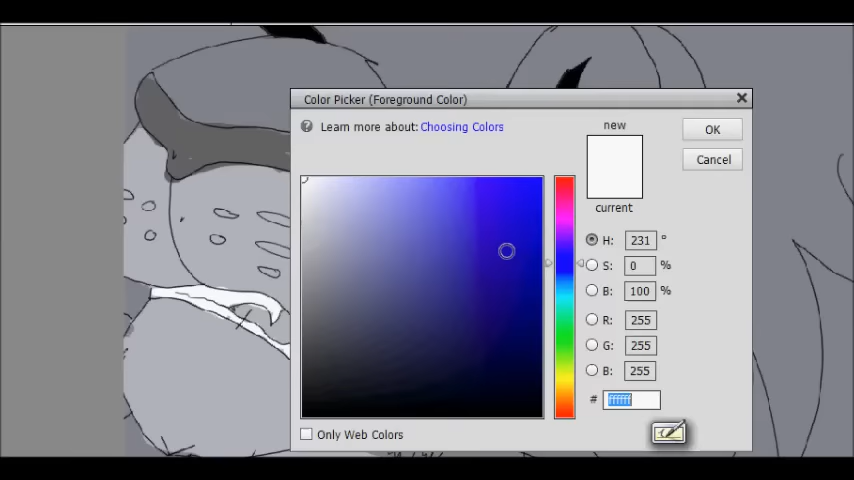 Color Picker (Foreground Color)
Learn more about: Choosing Colors
new
OK
Cancel
current
H: 231 °
S: 0 %
B: 100 %
R: 255
G: 255
B: 255
# ffffff
Only Web Colors